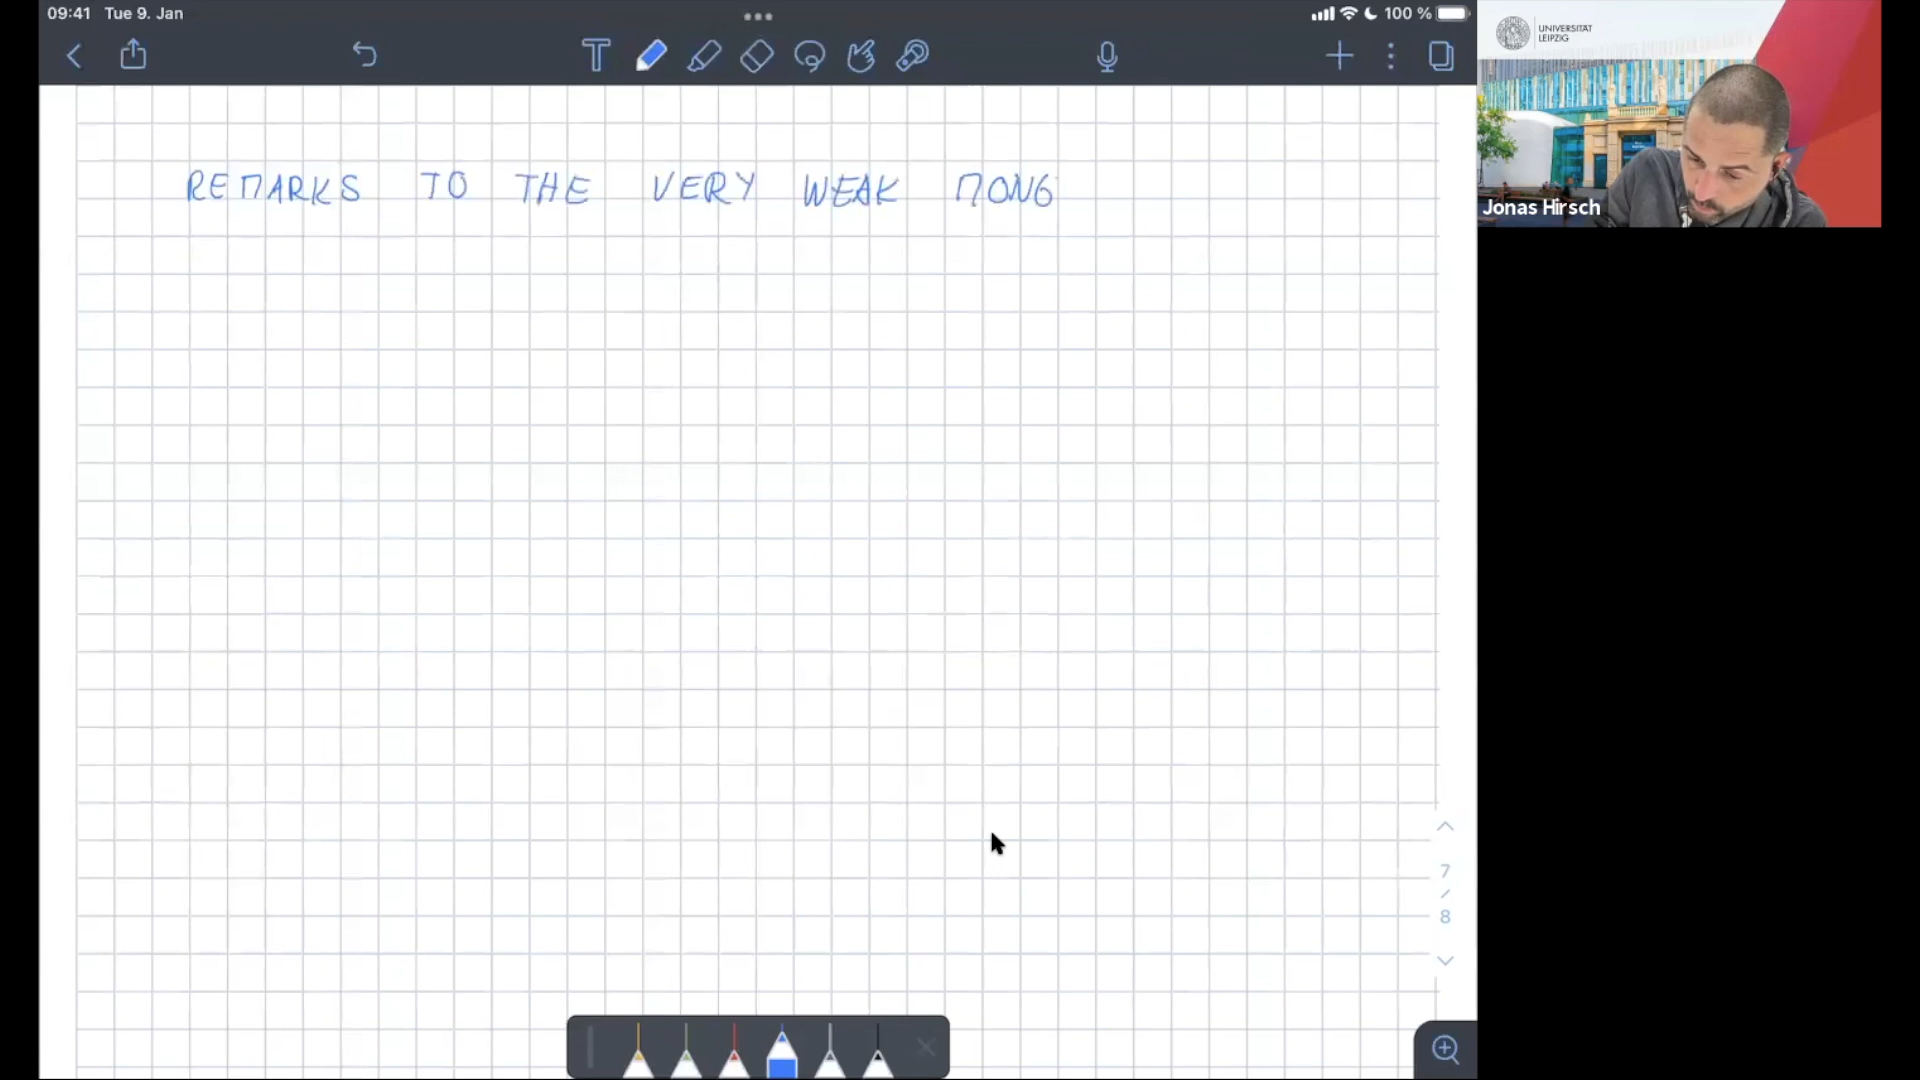 09:41 Tue 9. Jan
100 %
UNIVERSITÄT
LEIPZIG
Jonas Hirsch
REMARKS TO THE VERY WEAK MONG
7
/
8